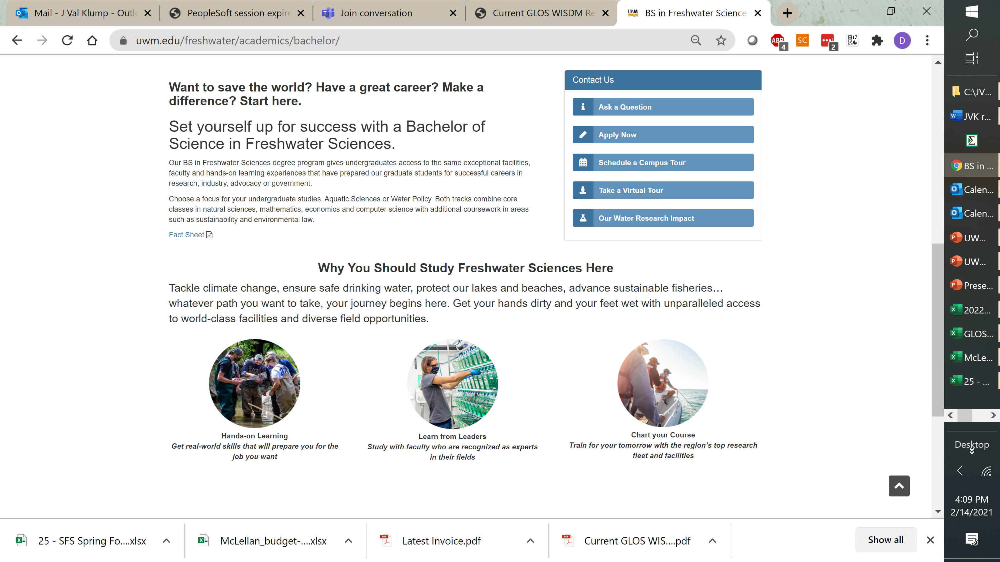 Mail - J Val Klump - Outlo
PeopleSoft session expire
Join conversation
Current GLOS WISDM Re
UWM
BS in Freshwater Science
uwm.edu/freshwater/academics/bachelor/
ABP
4
SC
2
D
Want to save the world? Have a great career? Make a
difference? Start here.
Set yourself up for success with a Bachelor of
Science in Freshwater Sciences.
Our BS in Freshwater Sciences degree program gives undergraduates access to the same exceptional facilities,
faculty and hands-on learning experiences that have prepared our graduate students for successful careers in
research, industry, advocacy or government.
Choose a focus for your undergraduate studies: Aquatic Sciences or Water Policy. Both tracks combine core
classes in natural sciences, mathematics, economics and computer science with additional coursework in areas
such as sustainability and environmental law.
Fact Sheet
Contact Us
Ask a Question
Apply Now
Schedule a Campus Tour
Take a Virtual Tour
Our Water Research Impact
Why You Should Study Freshwater Sciences Here
Tackle climate change, ensure safe drinking water, protect our lakes and beaches, advance sustainable fisheries…
whatever path you want to take, your journey begins here. Get your hands dirty and your feet wet with unparalleled access
to world-class facilities and diverse field opportunities.
Hands-on Learning
Get real-world skills that will prepare you for the
job you want
Learn from Leaders
Study with faculty who are recognized as experts
in their fields
Chart your Course
Train for your tomorrow with the region’s top research
fleet and facilities
25 - SFS Spring Fo....xlsx
McLellan_budget-....xlsx
Latest Invoice.pdf
Current GLOS WIS....pdf
Show all
C:\JV...
JVK r...
BS in ...
Calen...
Calen...
UW...
UW...
Prese...
2022...
GLOS...
McLe...
25 - ...
Desktop
4:09 PM
2/14/2021